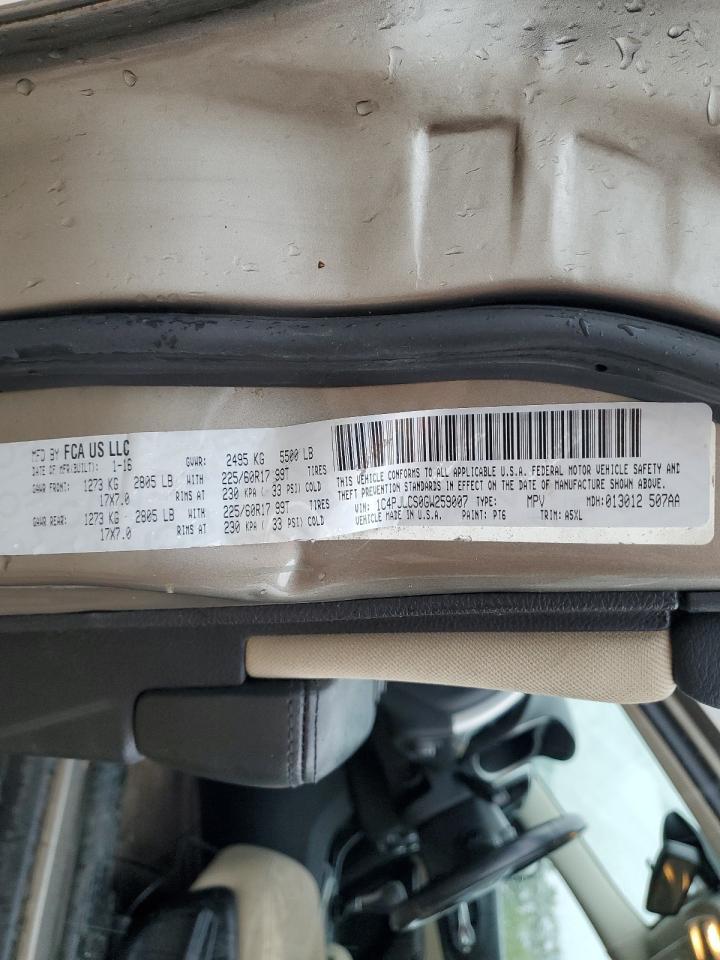 MFD BY FCA US LLC
DATE OF MFR(BUILT): 1-16 GVWR: 2495 KG 5500 LB
GAWR FRONT: 1273 KG 2805 LB WITH 225/60R17 99T TIRES
17X7.0 RIMS AT 230 KPA ( 33 PSI) COLD
GAWR REAR: 1273 KG 2805 LB WITH 225/60R17 99T TIRES
17X7.0 RIMS AT 230 KPA ( 33 PSI) COLD
THIS VEHICLE CONFORMS TO ALL APPLICABLE U.S.A. FEDERAL MOTOR VEHICLE SAFETY AND
THEFT PREVENTION STANDARDS IN EFFECT ON THE DATE OF MANUFACTURE SHOWN ABOVE.
VIN: 1C4PJLCS0GW259007 TYPE: MPV MDH: 013012 507AA
VEHICLE MADE IN U.S.A. PAINT: PT6 TRIM: A5XL